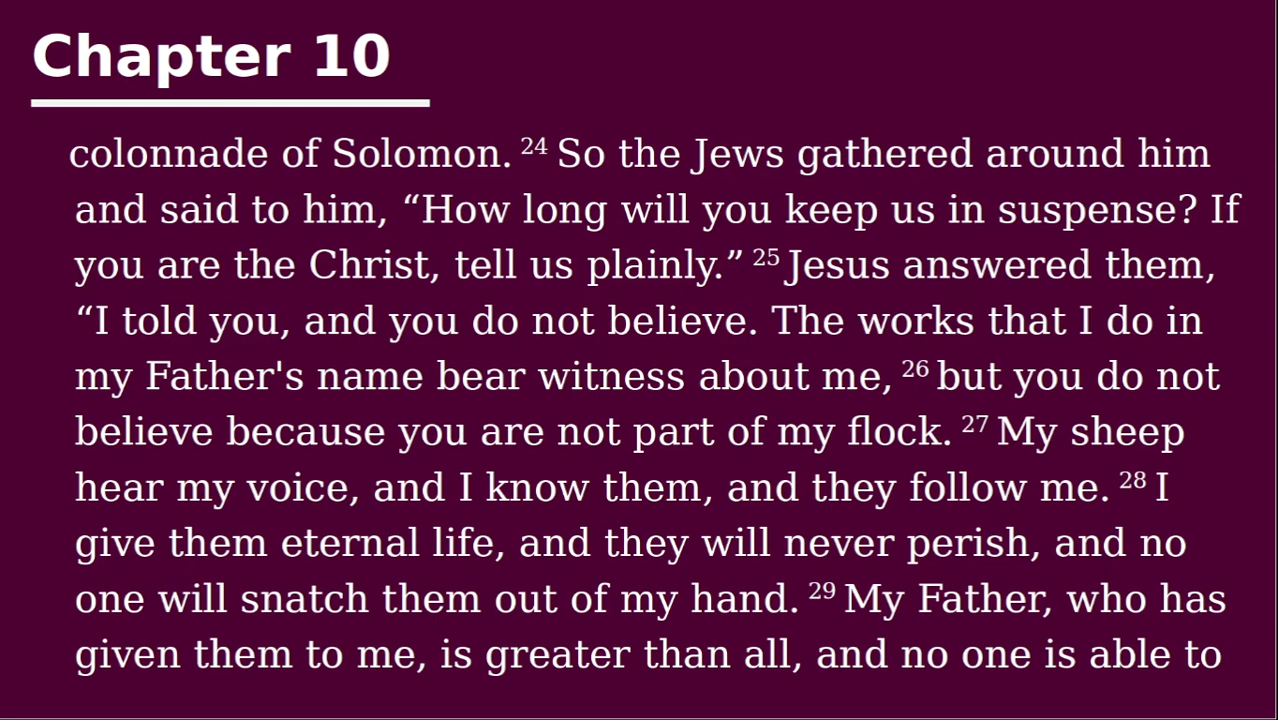 Chapter 10
colonnade of Solomon. 24 So the Jews gathered around him
and said to him, “How long will you keep us in suspense? If
you are the Christ, tell us plainly.” 25 Jesus answered them,
“I told you, and you do not believe. The works that I do in
my Father's name bear witness about me, 26 but you do not
believe because you are not part of my flock. 27 My sheep
hear my voice, and I know them, and they follow me. 28 I
give them eternal life, and they will never perish, and no
one will snatch them out of my hand. 29 My Father, who has
given them to me, is greater than all, and no one is able to